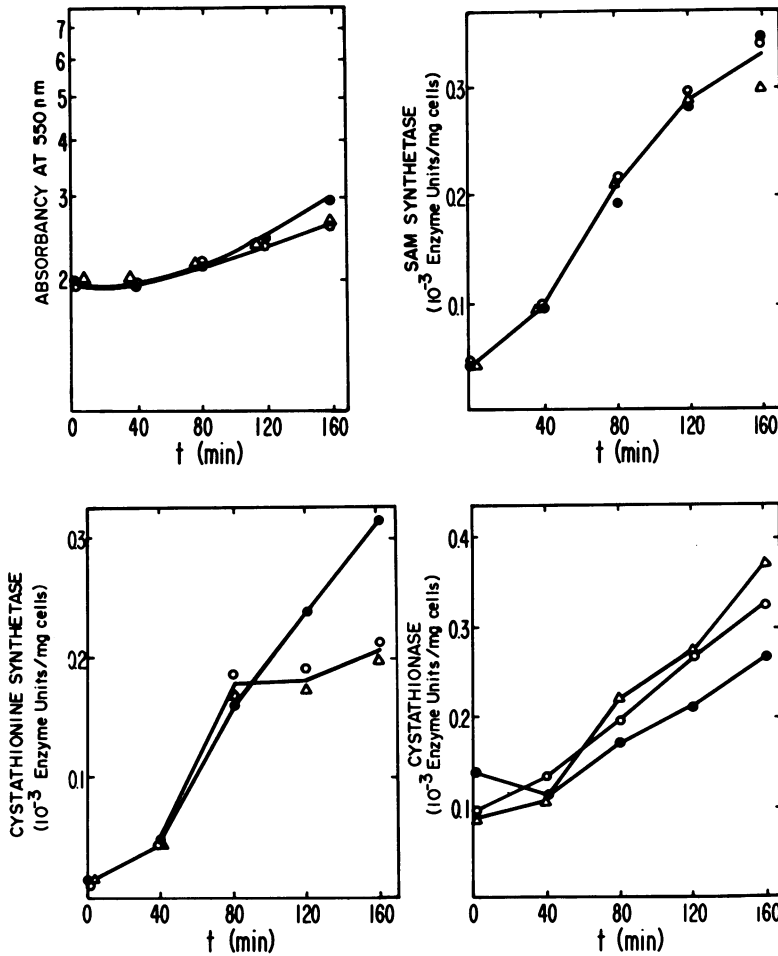 ABSORBANCY AT 550 nm
7
6
5
4
3
2
0 40 80 120 160
t (min)
SAM SYNTHETASE
(10⁻³ Enzyme Units/mg cells)
0.3
0.2
0.1
40 80 120 160
t (min)
CYSTATHIONINE SYNTHETASE
(10⁻³ Enzyme Units/mg cells)
0.3
0.2
0.1
0 40 80 120 160
t (min)
CYSTATHIONASE
(10⁻³ Enzyme Units/mg cells)
0.4
0.3
0.2
0.1
0 40 80 120 160
t (min)